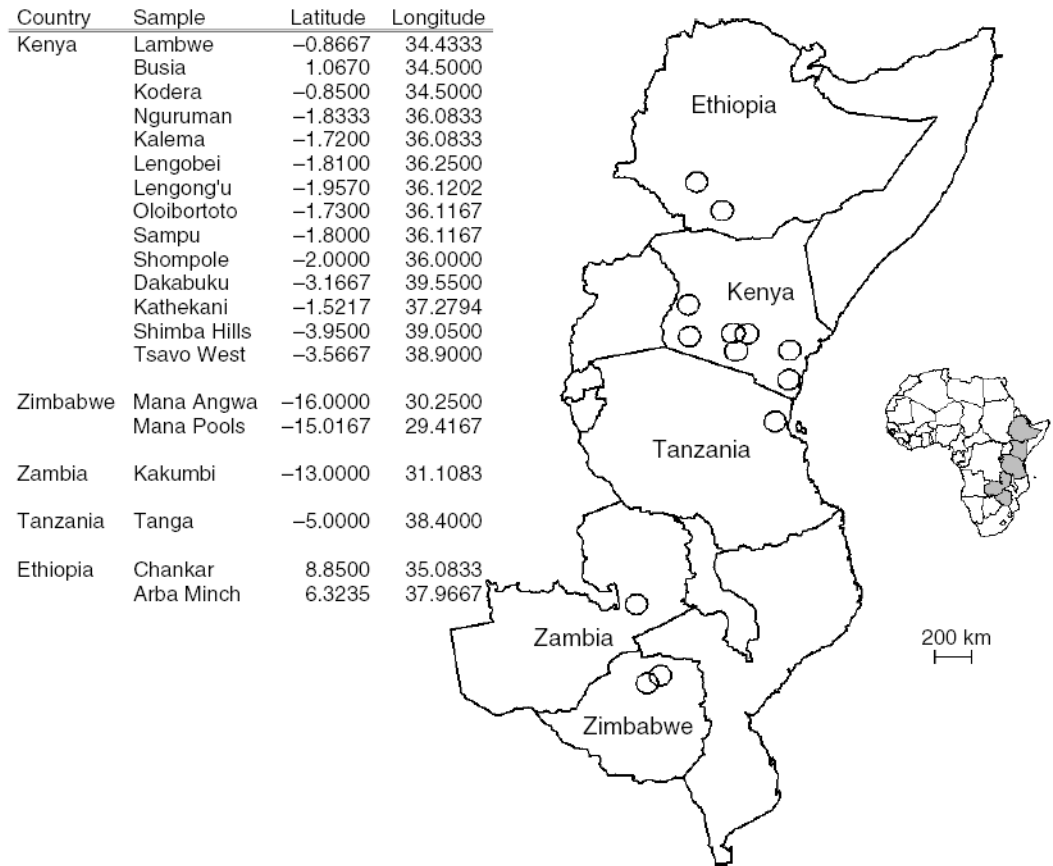 Country Sample Latitude Longitude
Kenya Lambwe –0.8667 34.4333
Busia 1.0670 34.5000
Kodera –0.8500 34.5000
Nguruman –1.8333 36.0833
Kalema –1.7200 36.0833
Lengobei –1.8100 36.2500
Lengong'u –1.9570 36.1202
Oloibortoto –1.7300 36.1167
Sampu –1.8000 36.1167
Shompole –2.0000 36.0000
Dakabuku –3.1667 39.5500
Kathekani –1.5217 37.2794
Shimba Hills –3.9500 39.0500
Tsavo West –3.5667 38.9000
Zimbabwe Mana Angwa –16.0000 30.2500
Mana Pools –15.0167 29.4167
Zambia Kakumbi –13.0000 31.1083
Tanzania Tanga –5.0000 38.4000
Ethiopia Chankar 8.8500 35.0833
Arba Minch 6.3235 37.9667
Ethiopia
Kenya
Tanzania
Zambia
Zimbabwe
200 km